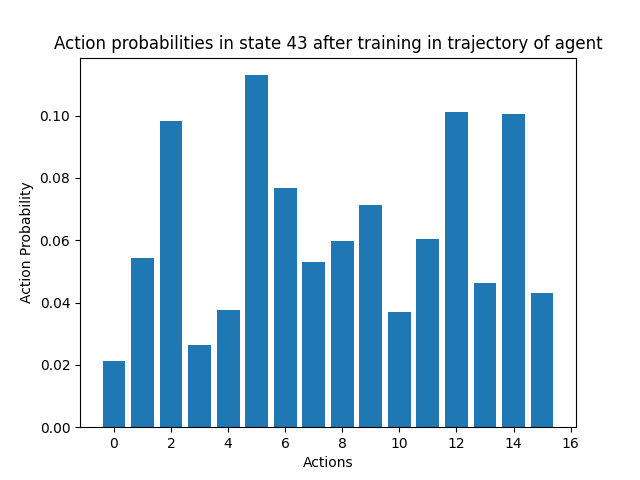 Action probabilities in state 43 after training in trajectory of agent
0.10
0.08
0.06
0.04
0.02
0.00
Action Probability
0 2 4 6 8 10 12 14 16
Actions